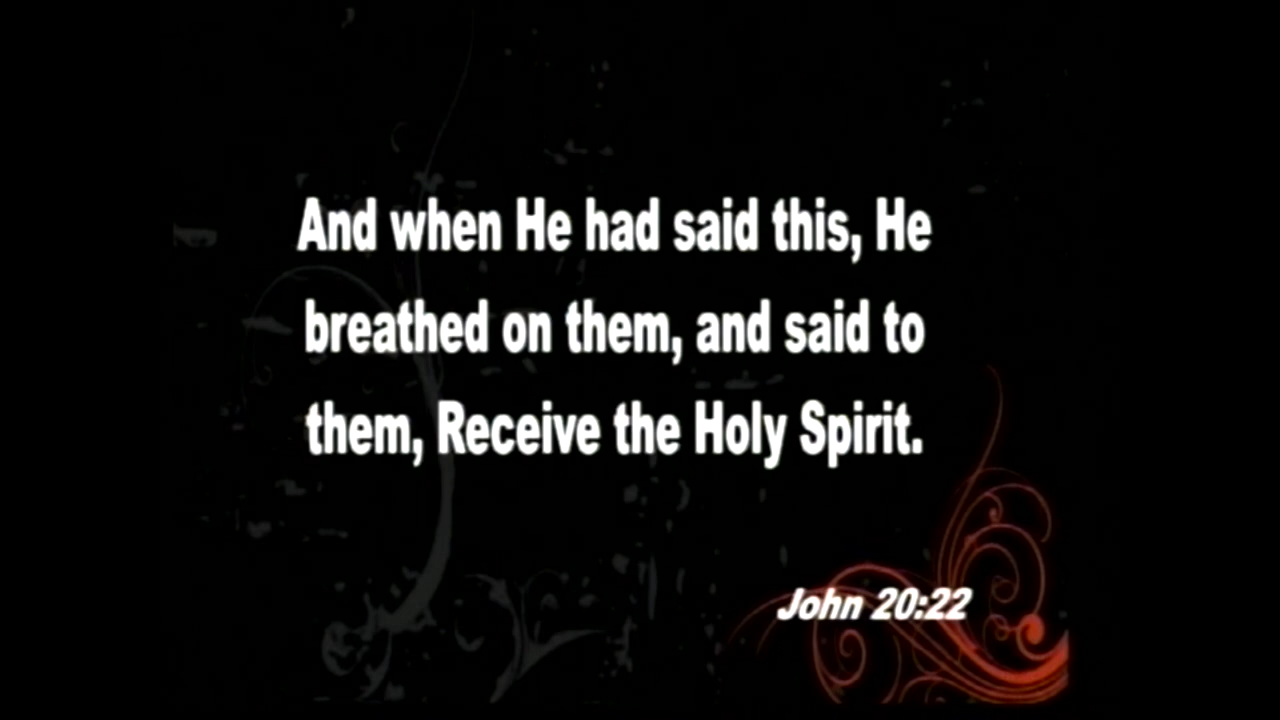 And when He had said this, He
breathed on them, and said to
them, Receive the Holy Spirit.
John 20:22